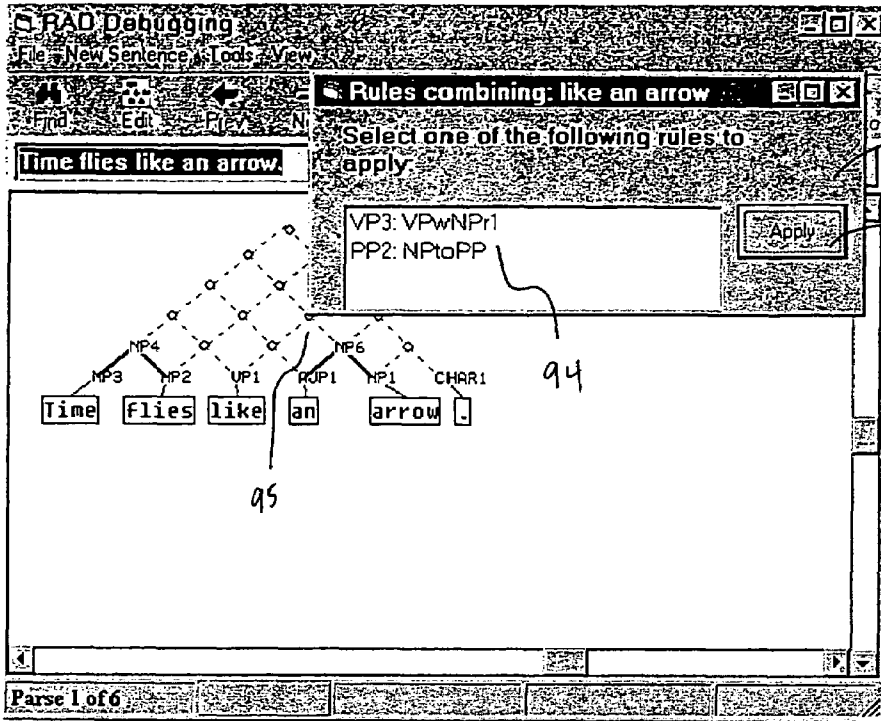 RAD Debugging
File New Sentence Tools View
Find Edit Prev
Time flies like an arrow.
Rules combining: like an arrow
Select one of the following rules to
apply:
VP3: VPwNPr1
PP2: NPtoPP
Apply
94
NP4 NP6
NP3 NP2 VP1 AJP1 NP1 CHAR1
Time flies like an arrow .
95
Parse 1 of 6